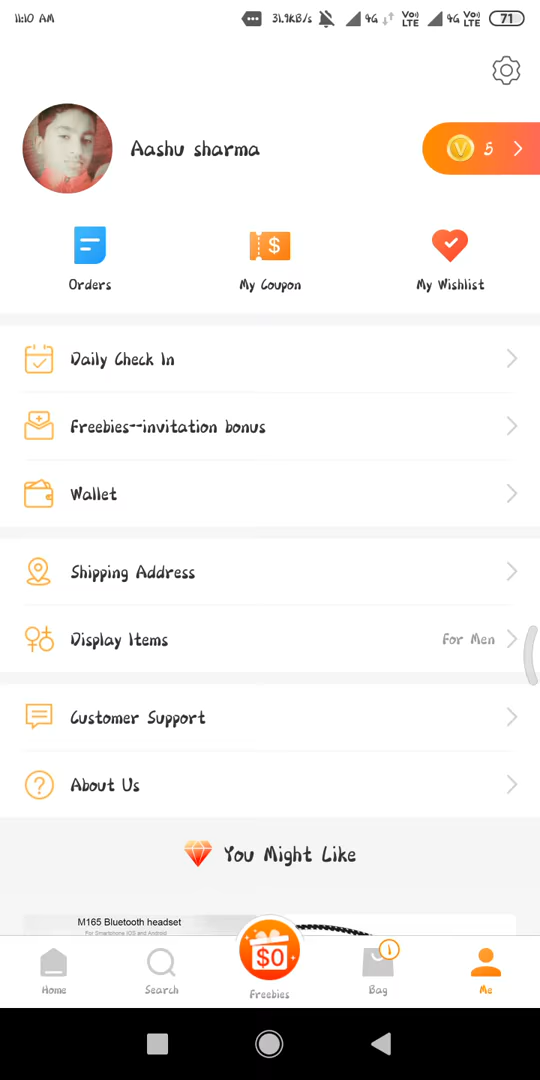 11:10 AM
31.9KB/s 4G Vo) LTE 4G Vo) LTE 71
Aashu sharma
V 5
$
Orders My Coupon My Wishlist
Daily Check In
Freebies--invitation bonus
Wallet
Shipping Address
Display Items For Men
Customer Support
? About Us
You Might Like
M165 Bluetooth headset
For Smartphone IOS and Android
$0
1
Home Search Freebies Bag Me